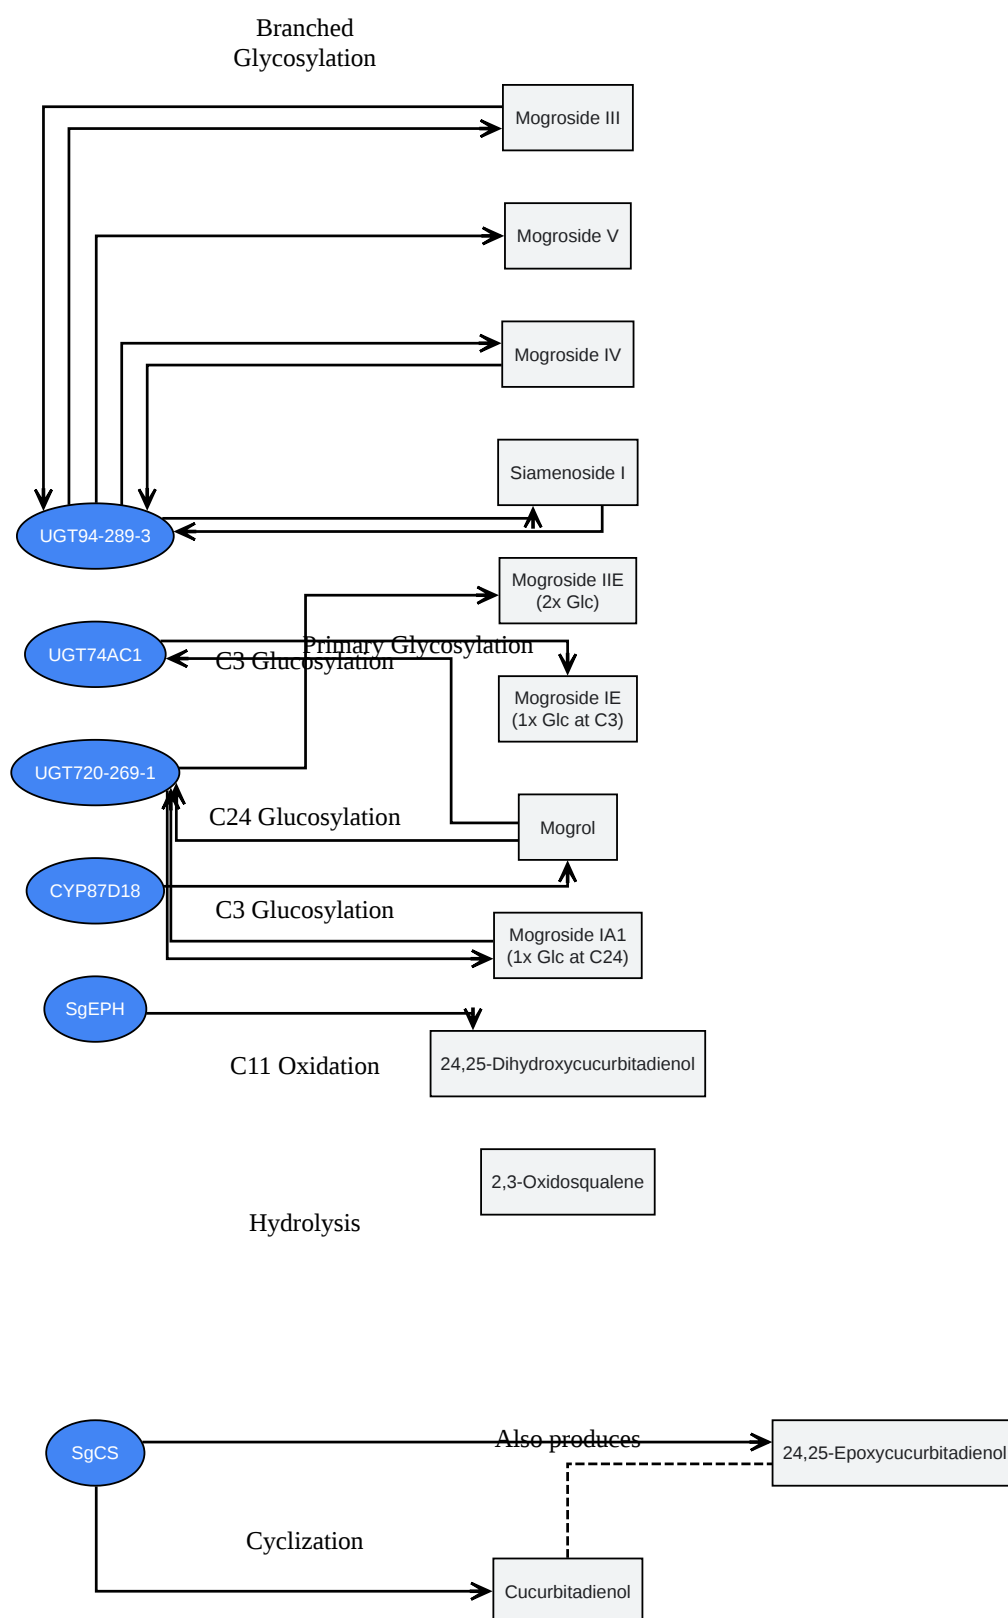 Branched
Glycosylation
Mogroside III
Mogroside V
Mogroside IV
Siamenoside I
UGT94-289-3
Mogroside IIE
(2x Glc)
UGT74AC1
Primary Glycosylation
C3 Glucosylation
Mogroside IE
(1x Glc at C3)
UGT720-269-1
C24 Glucosylation
Mogrol
CYP87D18
C3 Glucosylation
Mogroside IA1
(1x Glc at C24)
SgEPH
C11 Oxidation
24,25-Dihydroxycucurbitadienol
2,3-Oxidosqualene
Hydrolysis
SgCS
Also produces
24,25-Epoxycucurbitadienol
Cyclization
Cucurbitadienol